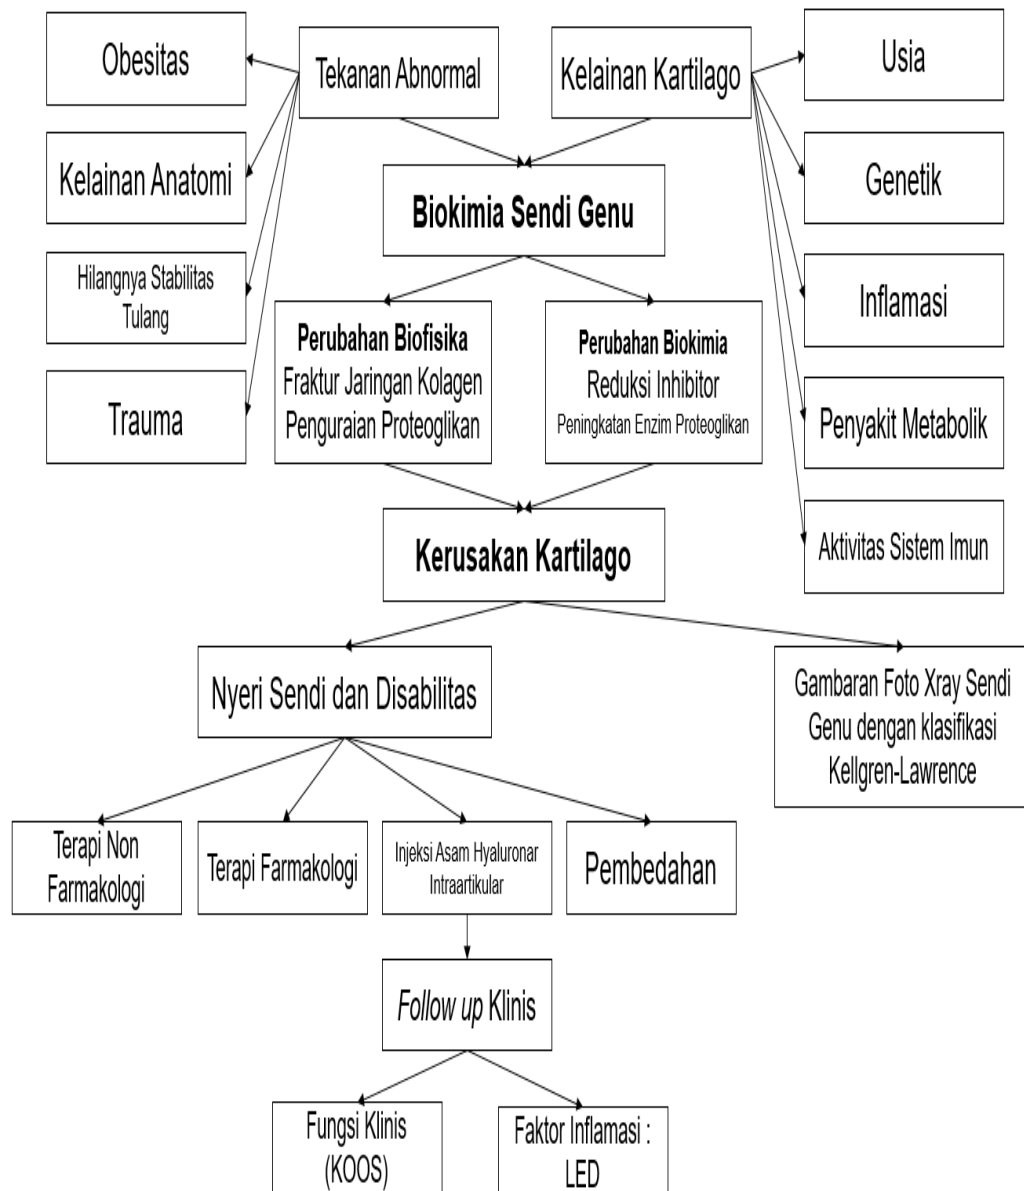 Obesitas
Tekanan Abnormal
Kelainan Kartilago
Usia
Kelainan Anatomi
Biokimia Sendi Genu
Genetik
Hilangnya Stabilitas
Tulang
Perubahan Biofisika
Fraktur Jaringan Kolagen
Penguraian Proteoglikan
Perubahan Biokimia
Reduksi Inhibitor
Peningkatan Enzim Proteoglikan
Inflamasi
Trauma
Penyakit Metabolik
Kerusakan Kartilago
Aktivitas Sistem Imun
Nyeri Sendi dan Disabilitas
Gambaran Foto Xray Sendi
Genu dengan klasifikasi
Kellgren-Lawrence
Terapi Non
Farmakologi
Terapi Farmakologi
Injeksi Asam Hyaluronar
Intraartikular
Pembedahan
Follow up Klinis
Fungsi Klinis
(KOOS)
Faktor Inflamasi :
LED